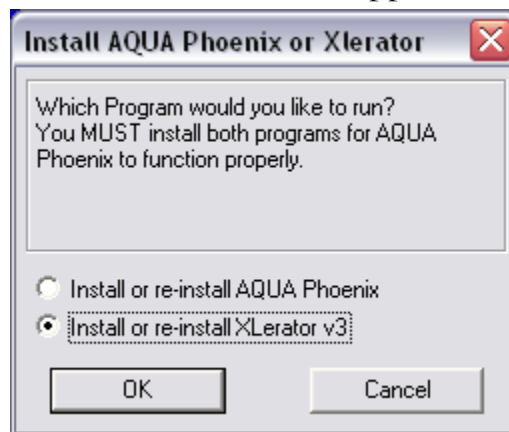 Install AQUA Phoenix or Xlerator
Which Program would you like to run?
You MUST install both programs for AQUA
Phoenix to function properly.
Install or re-install AQUA Phoenix
Install or re-install XLerator v3
OK Cancel